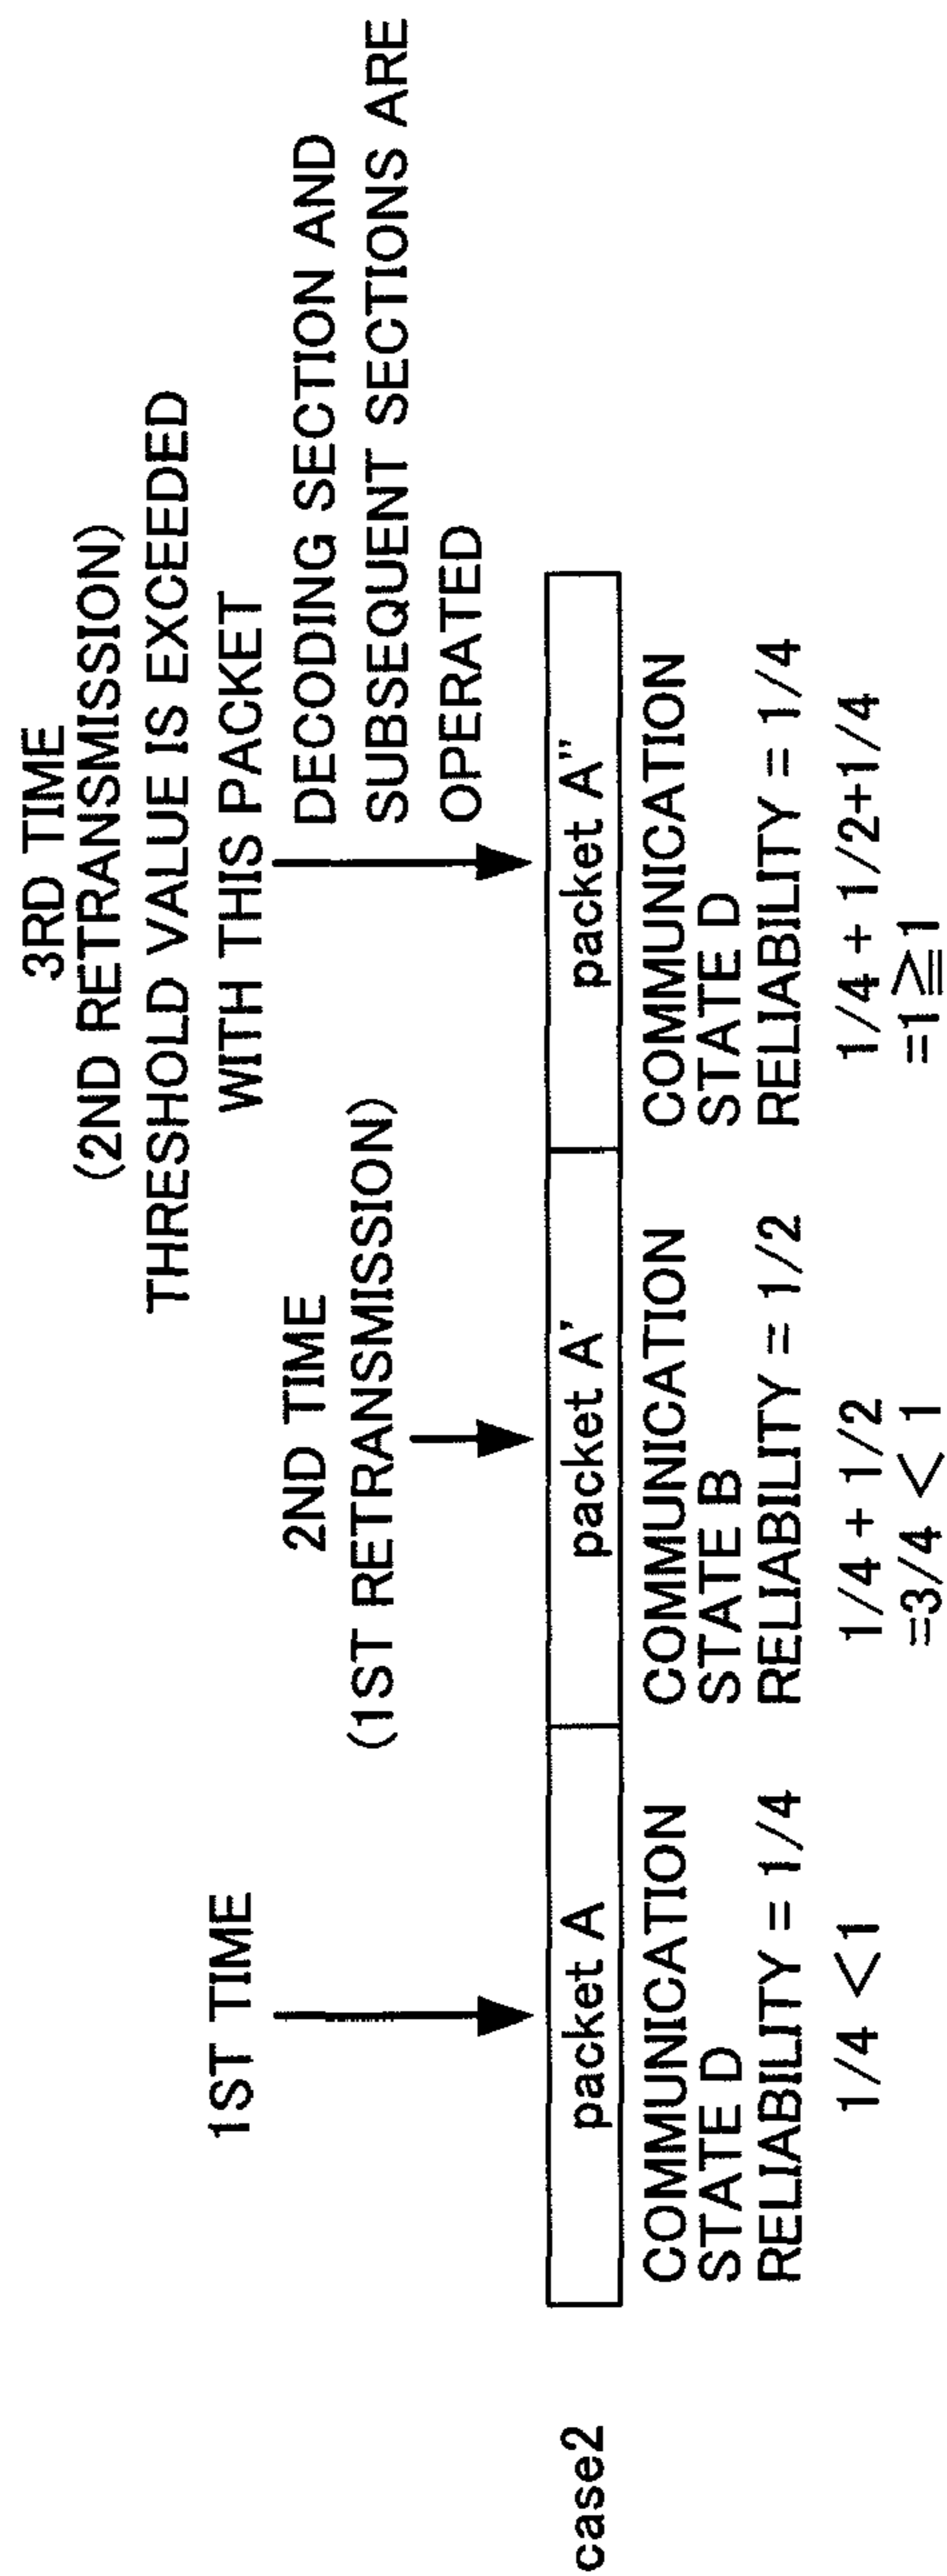 case2
1ST TIME
packet A
COMMUNICATION
STATE D
RELIABILITY = 1/4
1/4 <1
2ND TIME
(1ST RETRANSMISSION)
packet A'
COMMUNICATION
STATE B
RELIABILITY = 1/2
1/4 + 1/2
=3/4 < 1
3RD TIME
(2ND RETRANSMISSION)
THRESHOLD VALUE IS EXCEEDED
WITH THIS PACKET
DECODING SECTION AND
SUBSEQUENT SECTIONS ARE
OPERATED
packet A"
COMMUNICATION
STATE D
RELIABILITY = 1/4
1/4 + 1/2+1/4
=1≧1